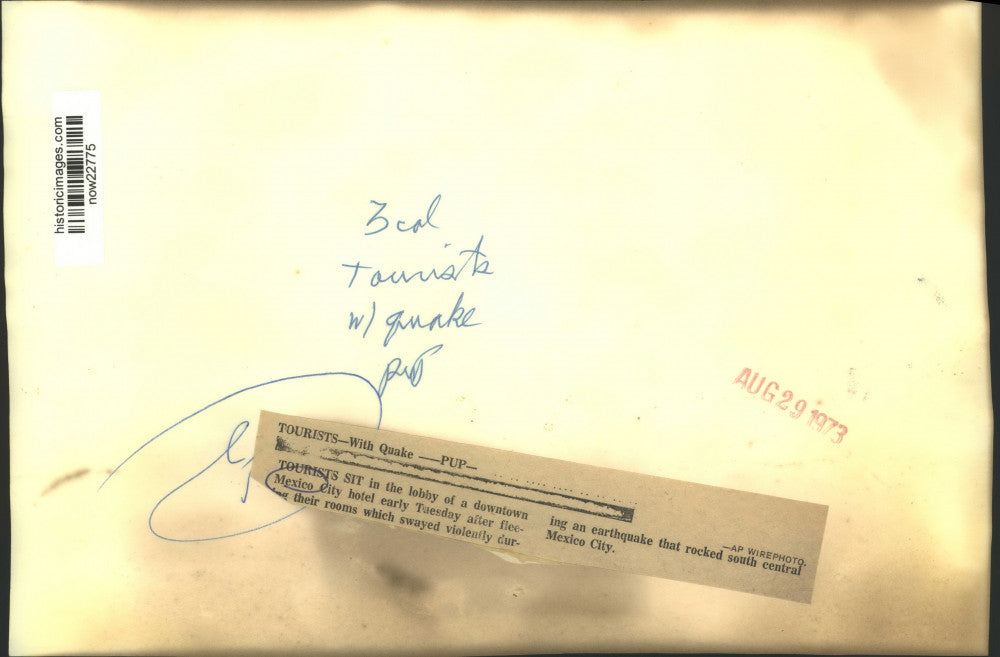 historicimages.com
now22775
3 col
Tourists
w/ quake
pup
AUG 29 1973
TOURISTS—With Quake —PUP—
TOURISTS SIT in the lobby of a downtown
Mexico City hotel early Tuesday after flee-
ing their rooms which swayed violently dur-
—AP WIREPHOTO.
ing an earthquake that rocked south central
Mexico City.